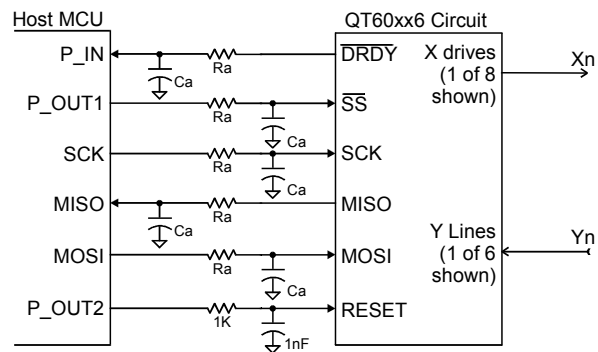 Host MCU
QT60xx6 Circuit
P_IN
Ra
Ca
DRDY
X drives
(1 of 8
shown)
Xn
P_OUT1
Ra
Ca
SS
SCK
Ra
Ca
SCK
MISO
Ca
Ra
MISO
Y Lines
(1 of 6
shown)
Yn
MOSI
Ra
Ca
MOSI
P_OUT2
1K
1nF
RESET